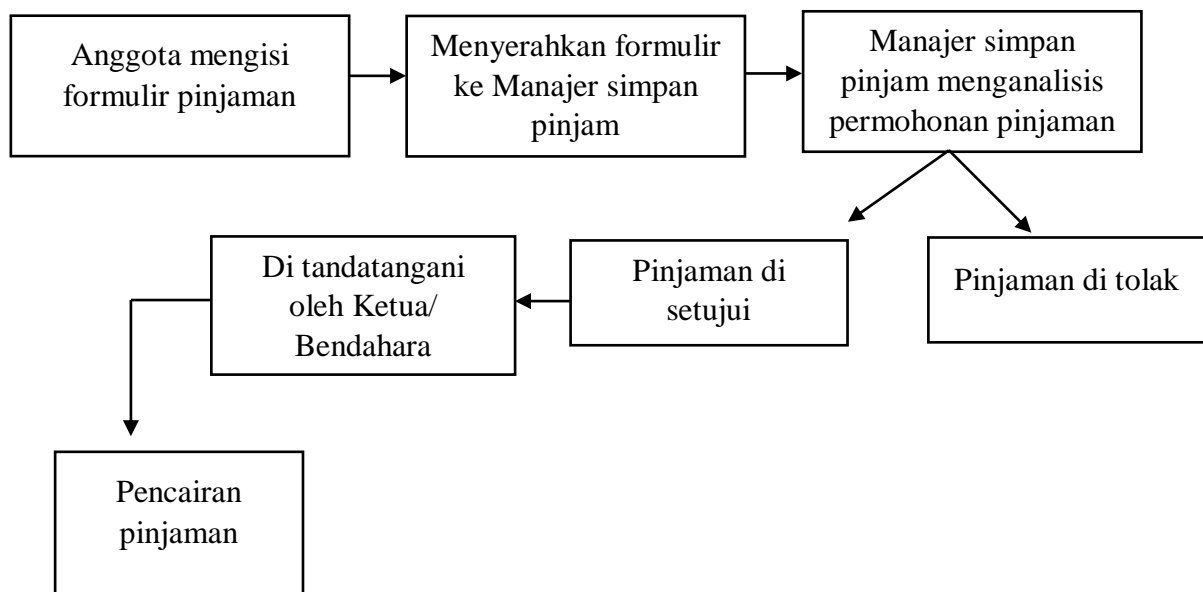 Anggota mengisi
formulir pinjaman
Menyerahkan formulir
ke Manajer simpan
pinjam
Manajer simpan
pinjam menganalisis
permohonan pinjaman
Di tandatangani
oleh Ketua/
Bendahara
Pinjaman di
setujui
Pinjaman di tolak
Pencairan
pinjaman